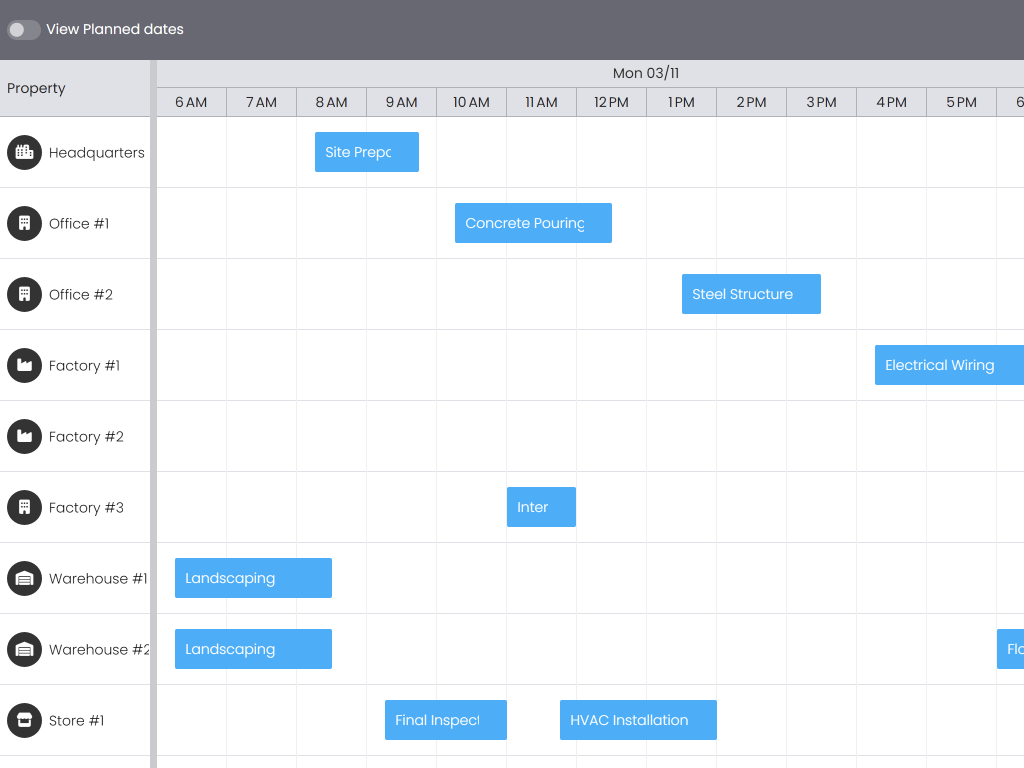 View Planned dates
Property
Mon 03/11
6 AM 7 AM 8 AM 9 AM 10 AM 11 AM 12 PM 1 PM 2 PM 3 PM 4 PM 5 PM 6
Headquarters
Site Prepa
Office #1
Concrete Pouring
Office #2
Steel Structure
Factory #1
Electrical Wiring
Factory #2
Factory #3
Inter
Warehouse #1
Landscaping
Warehouse #2
Landscaping
Flo
Store #1
Final Inspect
HVAC Installation